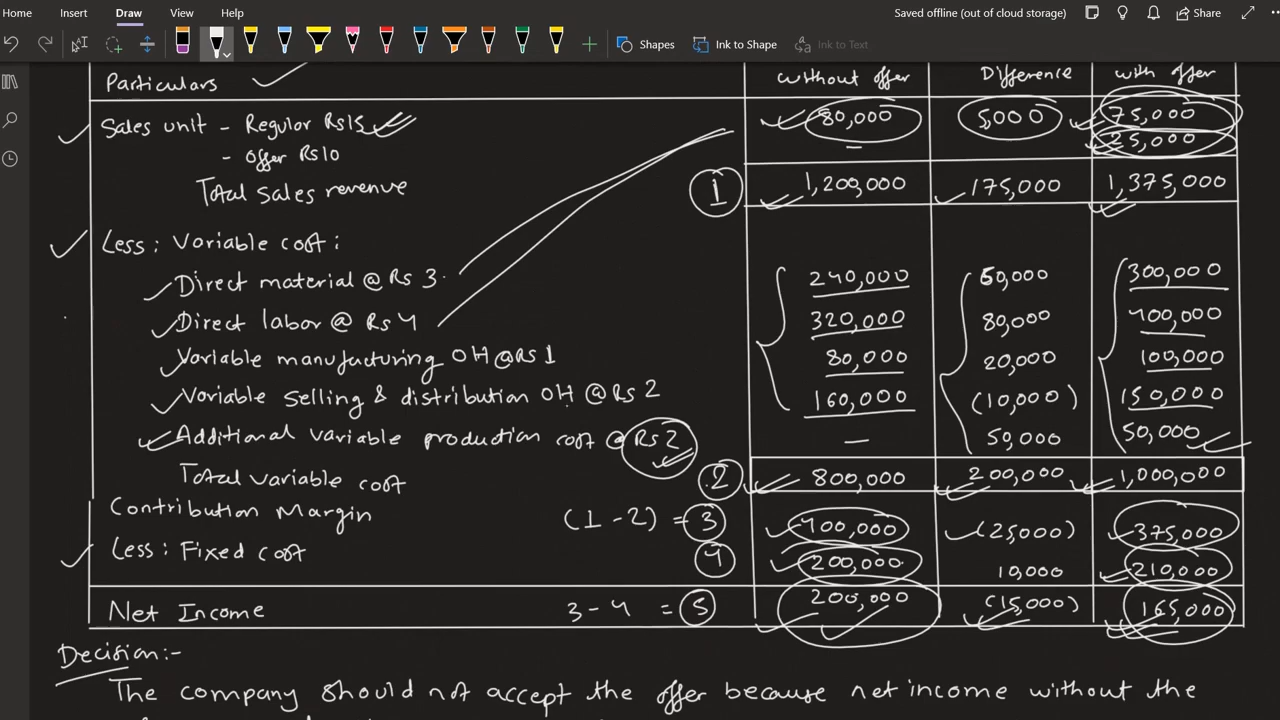 Home Insert Draw View Help Saved offline (out of cloud storage) Share
Shapes Ink to Shape Ink to Text
Particulars without offer Difference with offer
Sales unit - Regular Rs15 80,000 5,000 75,000
- Offer Rs10 — 25,000
Total sales revenue 1 1,200,000 175,000 1,375,000
Less: Variable cost:
Direct material @ Rs 3 240,000 60,000 300,000
Direct labor @ Rs 4 320,000 80,000 400,000
Variable manufacturing OH @Rs 1 80,000 20,000 100,000
Variable selling & distribution OH @ Rs 2 160,000 (10,000) 150,000
Additional variable production cost @ Rs2 — 50,000 50,000
Total variable cost 2 800,000 200,000 1,000,000
Contribution Margin (1-2) = 3 400,000 (25,000) 375,000
Less: Fixed cost 4 200,000 10,000 210,000
Net Income 3-4 = 5 200,000 (15,000) 165,000
Decision:-
The company should not accept the offer because net income without the